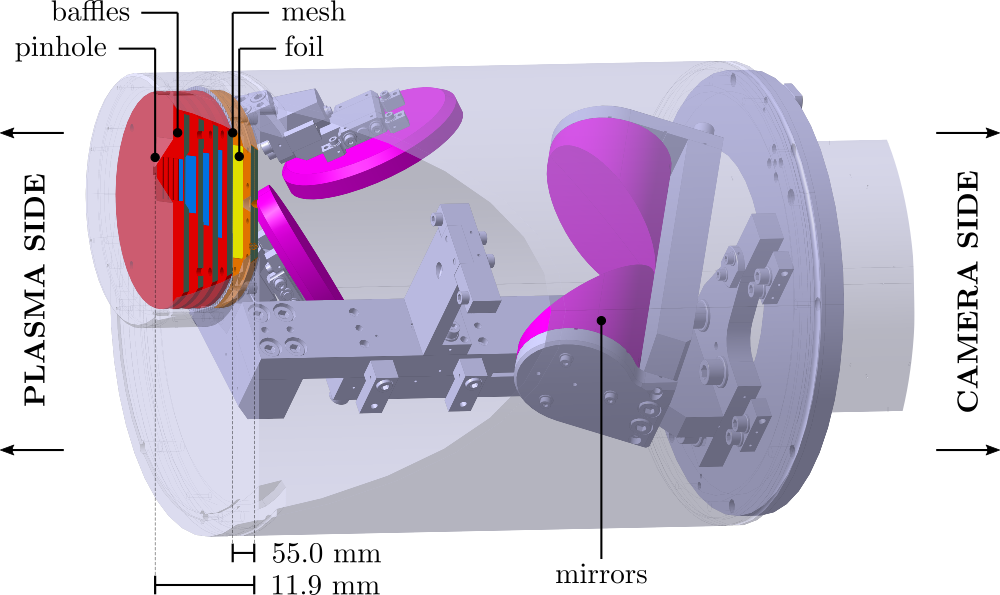 baffles
mesh
pinhole
foil
PLASMA SIDE
CAMERA SIDE
55.0 mm
11.9 mm
mirrors